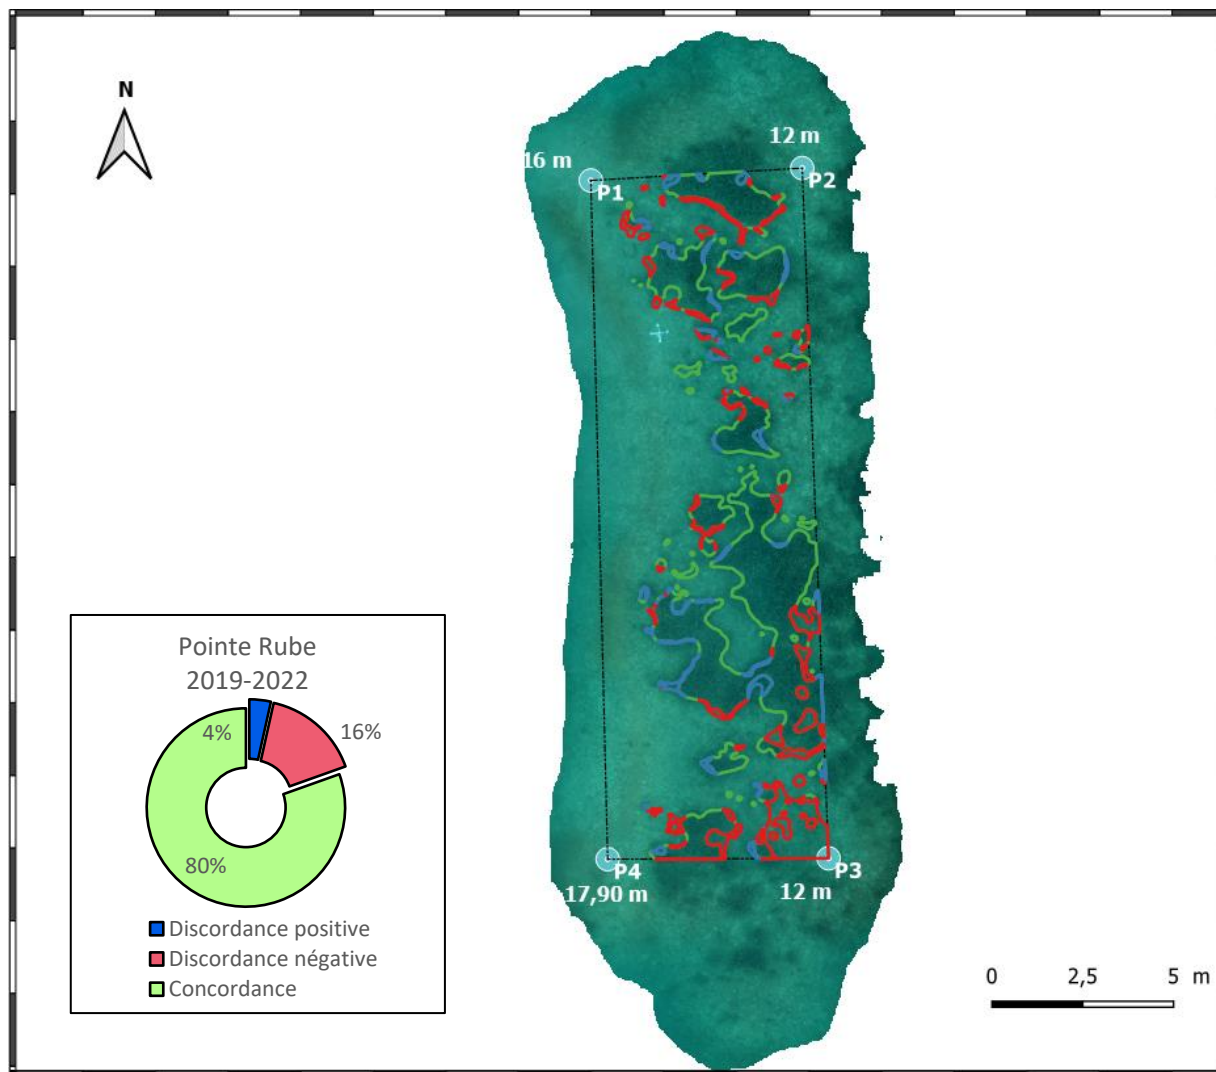 N
12 m
16 m
P1
P2
Pointe Rube
2019-2022
4%
16%
80%
Discordance positive
Discordance négative
Concordance
P4
P3
17,90 m
12 m
0 2,5 5 m